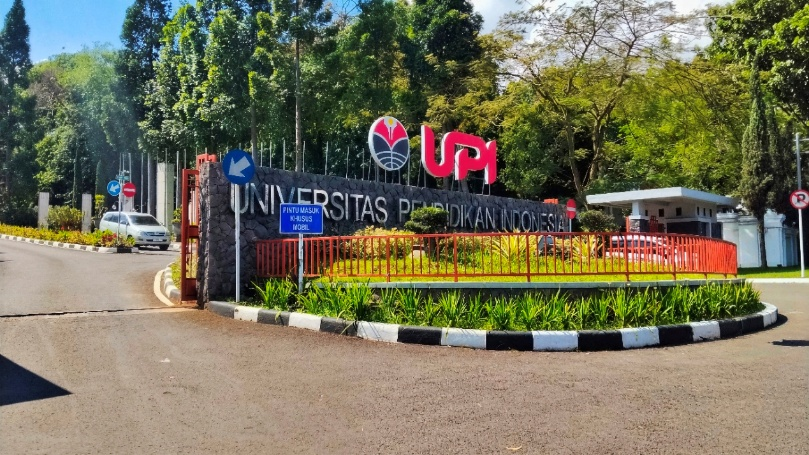 UPI
UNIVERSITAS PENDIDIKAN INDONESIA
PINTU MASUK
KHUSUS
MOBIL